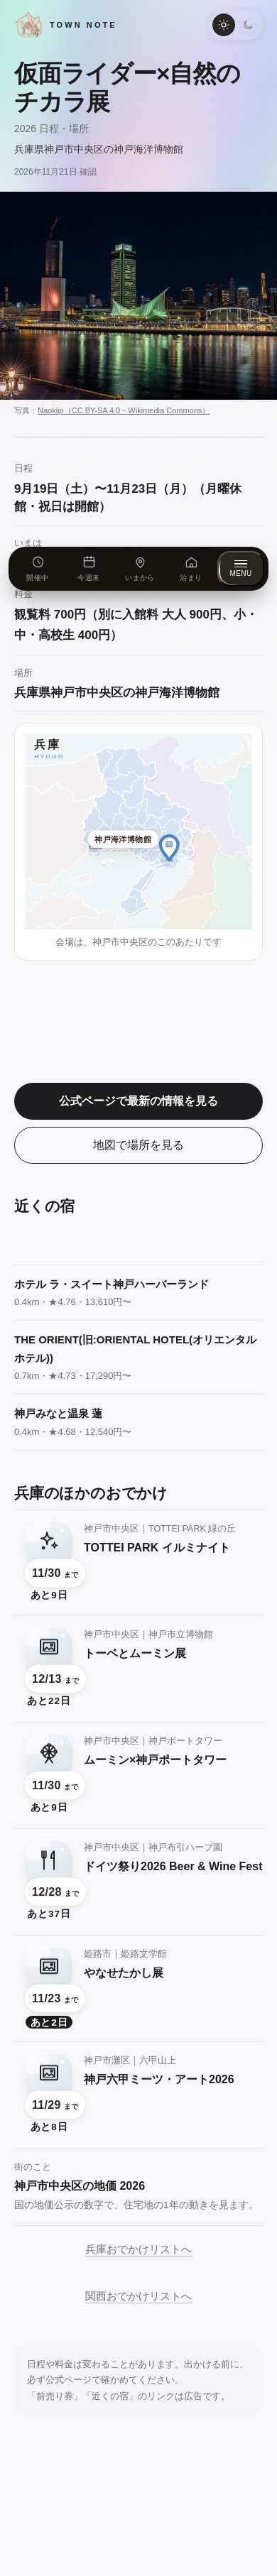 TOWN NOTE
仮面ライダー×自然の
チカラ展
2026 日程・場所
兵庫県神戸市中央区の神戸海洋博物館
2026年11月21日 確認
写真：Naokijp（CC BY-SA 4.0・Wikimedia Commons）
日程
9月19日（土）〜11月23日（月）（月曜休
館・祝日は開館）
いまは
開催中
今週末
いまから
泊まり
MENU
料金
観覧料 700円（別に入館料 大人 900円、小・
中・高校生 400円）
場所
兵庫県神戸市中央区の神戸海洋博物館
兵庫
HYOGO
神戸海洋博物館
会場は、神戸市中央区のこのあたりです
公式ページで最新の情報を見る
地図で場所を見る
近くの宿
ホテル ラ・スイート神戸ハーバーランド
0.4km・★4.76・13,610円〜
THE ORIENT(旧:ORIENTAL HOTEL(オリエンタル
ホテル))
0.7km・★4.73・17,290円〜
神戸みなと温泉 蓮
0.4km・★4.68・12,540円〜
兵庫のほかのおでかけ
神戸市中央区｜TOTTEI PARK 緑の丘
TOTTEI PARK イルミナイト
11/30 まで
あと9日
神戸市中央区｜神戸市立博物館
トーベとムーミン展
12/13 まで
あと22日
神戸市中央区｜神戸ポートタワー
ムーミン×神戸ポートタワー
11/30 まで
あと9日
神戸市中央区｜神戸布引ハーブ園
ドイツ祭り2026 Beer & Wine Fest
12/28 まで
あと37日
姫路市｜姫路文学館
やなせたかし展
11/23 まで
あと2日
神戸市灘区｜六甲山上
神戸六甲ミーツ・アート2026
11/29 まで
あと8日
街のこと
神戸市中央区の地価 2026
国の地価公示の数字で、住宅地の1年の動きを見ます。
兵庫おでかけリストへ
関西おでかけリストへ
日程や料金は変わることがあります。出かける前に、
必ず公式ページで確かめてください。
「前売り券」「近くの宿」のリンクは広告です。